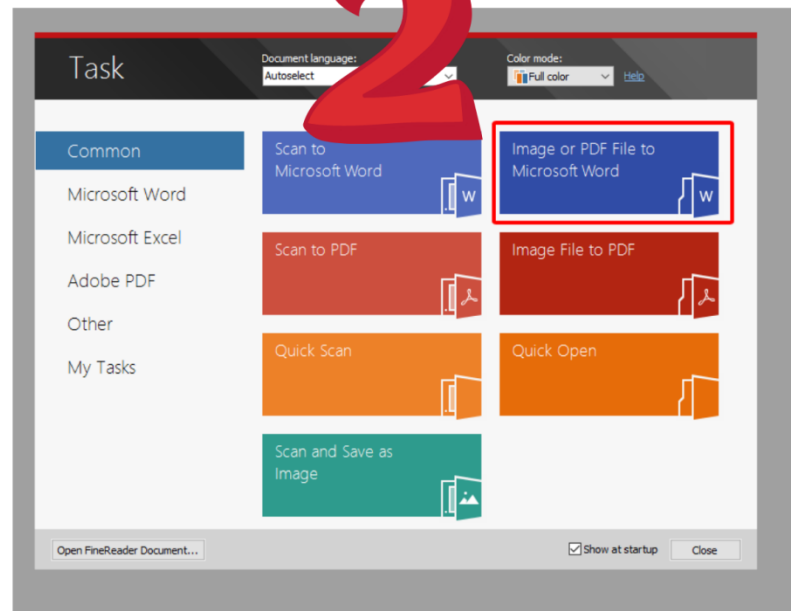 2
Task
Document language:
Autoselect
Color mode:
Full color
Help
Common
Microsoft Word
Microsoft Excel
Adobe PDF
Other
My Tasks
Scan to
Microsoft Word
W
Image or PDF File to
Microsoft Word
W
Scan to PDF
Image File to PDF
Quick Scan
Quick Open
Scan and Save as
Image
Open FineReader Document...
Show at startup
Close